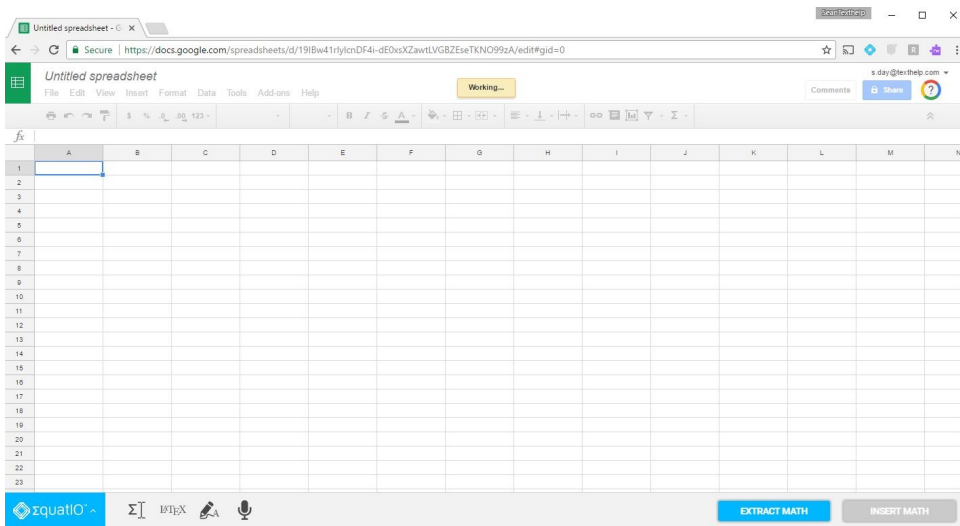 SeanTexthelp
Untitled spreadsheet - G
Secure https://docs.google.com/spreadsheets/d/19IBw41rIyIcnDF4i-dE0xsXZawtLVGBZEseTKNO99zA/edit#gid=0
Untitled spreadsheet
s.day@texthelp.com
File Edit View Insert Format Data Tools Add-ons Help
Working...
Comments Share ?
$ % .0 .00 123 B I S A Σ
fx
A B C D E F G H I J K L M N
1
2
3
4
5
6
7
8
9
10
11
12
13
14
15
16
17
18
19
20
21
22
23
EquatIO ΣI LATEX A EXTRACT MATH INSERT MATH